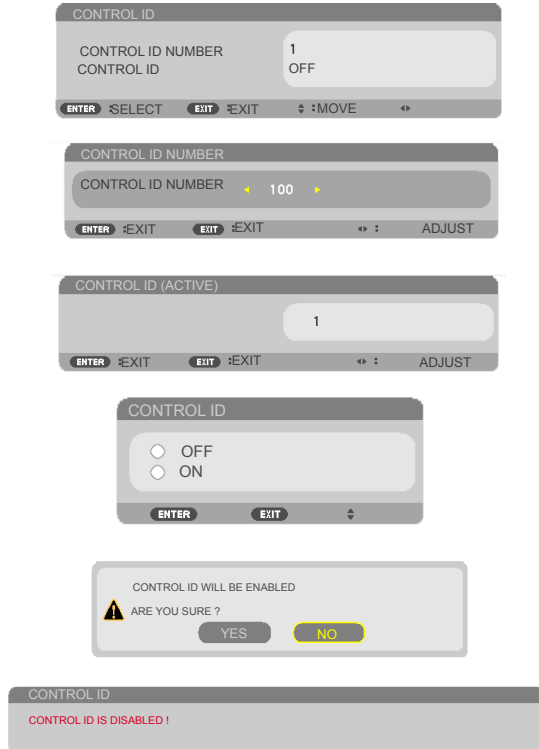 CONTROL ID
CONTROL ID NUMBER 1
CONTROL ID OFF
ENTER :SELECT EXIT :EXIT :MOVE
CONTROL ID NUMBER
CONTROL ID NUMBER 100
ENTER :EXIT EXIT :EXIT : ADJUST
CONTROL ID (ACTIVE)
1
ENTER :EXIT EXIT :EXIT : ADJUST
CONTROL ID
OFF
ON
ENTER EXIT
CONTROL ID WILL BE ENABLED
ARE YOU SURE ?
YES NO
CONTROL ID
CONTROL ID IS DISABLED !